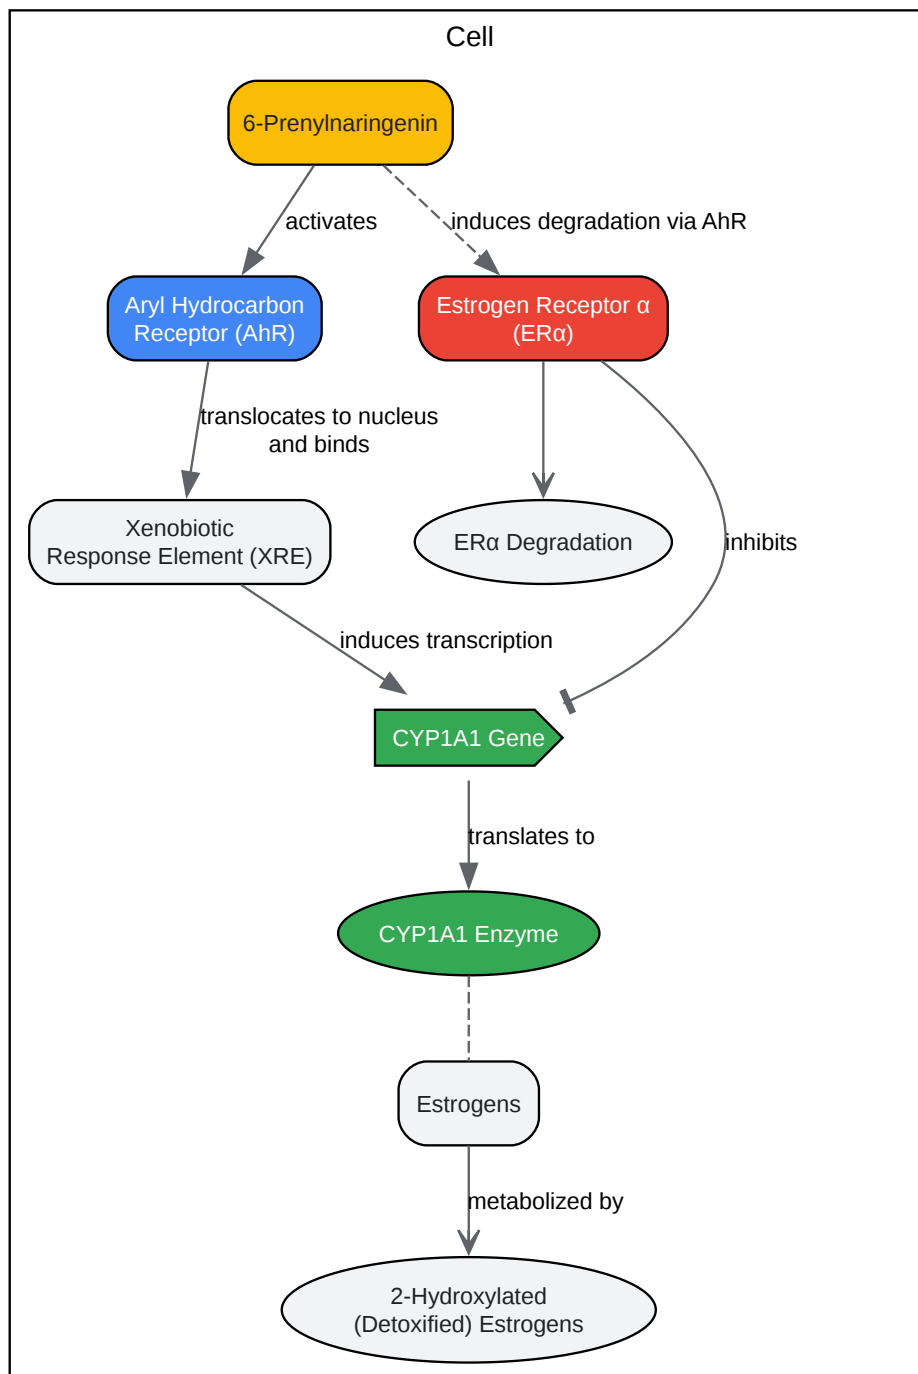 Cell
6-Prenylnaringenin
activates
induces degradation via AhR
Aryl Hydrocarbon
Receptor (AhR)
Estrogen Receptor α
(ERα)
translocates to nucleus
and binds
Xenobiotic
Response Element (XRE)
ERα Degradation
inhibits
induces transcription
CYP1A1 Gene
translates to
CYP1A1 Enzyme
Estrogens
metabolized by
2-Hydroxylated
(Detoxified) Estrogens